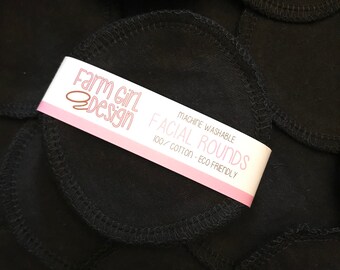 FARM GIRL
DESIGN
MACHINE WASHABLE
FACIAL ROUNDS
100% COTTON - ECO FRIENDLY